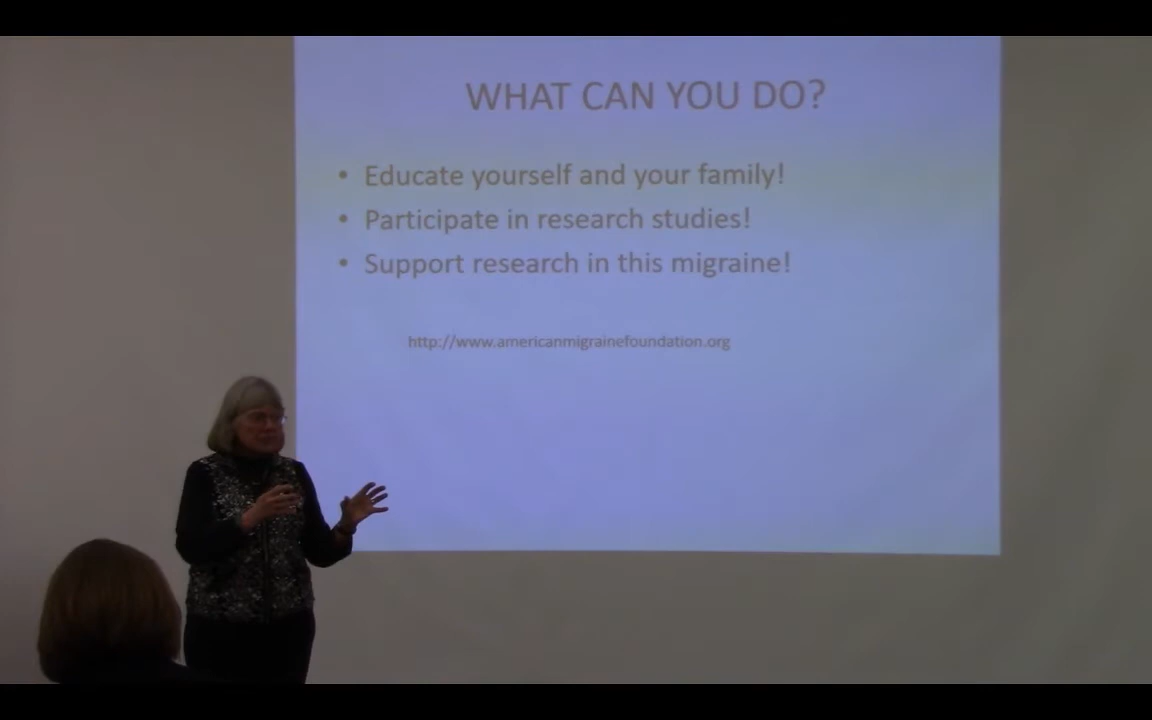 WHAT CAN YOU DO?
• Educate yourself and your family!
• Participate in research studies!
• Support research in this migraine!
http://www.americanmigrainefoundation.org